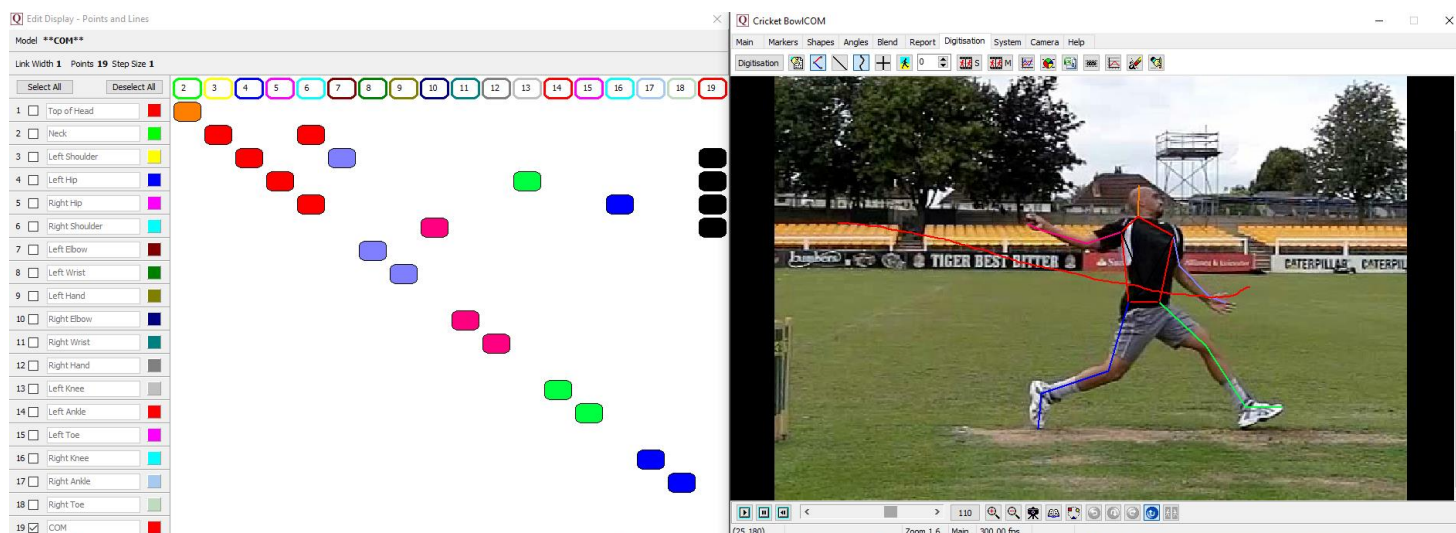 Edit Display - Points and Lines
Model **COM**
Link Width 1 Points 19 Step Size 1
Select All Deselect All
2 3 4 5 6 7 8 9 10 11 12 13 14 15 16 17 18 19
1 Top of Head
2 Neck
3 Left Shoulder
4 Left Hip
5 Right Hip
6 Right Shoulder
7 Left Elbow
8 Left Wrist
9 Left Hand
10 Right Elbow
11 Right Wrist
12 Right Hand
13 Left Knee
14 Left Ankle
15 Left Toe
16 Right Knee
17 Right Ankle
18 Right Toe
19 COM
Cricket BowlCOM
Main Markers Shapes Angles Blend Report Digitisation System Camera Help
Digitisation 0 S M
bumbers TIGER BEST BITTER Alliance & Leicester CATERPILLAR CATERPIL
110
(25,180) Zoom 1.6 Main 300.00 fps